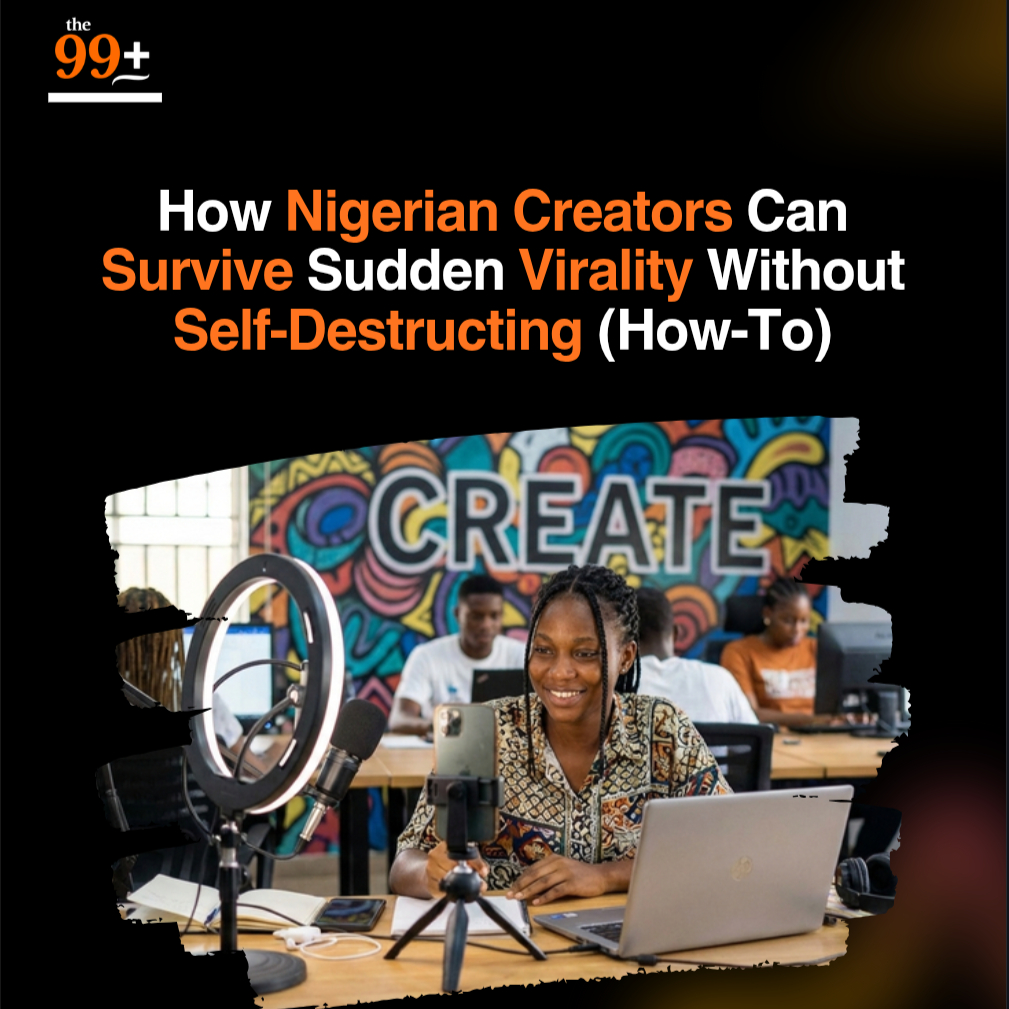 the
99+
How Nigerian Creators Can
Survive Sudden Virality Without
Self-Destructing (How-To)
CREATE